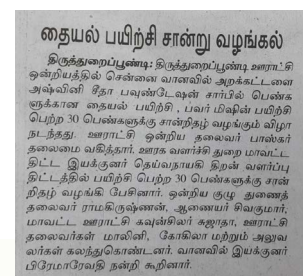 தையல் பயிற்சி சான்று வழங்கல்
திருத்துறைப்பூண்டி: திருத்துறைப்பூண்டி ஊராட்சி
ஒன்றியத்தில் சென்னை வானவில் அறக்கட்டளை
அஷ்வினி சீதா பவுண்டேஷன் சார்பில் பெண்க
ளுக்கான தையல் பயிற்சி , பவர் மிஷின் பயிற்சி
பெற்ற 30 பெண்களுக்கு சான்றிதழ் வழங்கும் விழா
நடந்தது. ஊராட்சி ஒன்றிய தலைவர் பாஸ்கர்
தலைமை வகித்தார். ஊரக வளர்ச்சி துறை மாவட்ட
திட்ட இயக்குனர் தெய்வநாயகி திறன் வளர்ப்பு
திட்டத்தில் பயிற்சி பெற்ற 30 பெண்களுக்கு சான்
றிதழ் வழங்கி பேசினார். ஒன்றிய குழு துணைத்
தலைவர் ராமகிருஷ்ணன், ஆணையர் சிவகுமார்,
மாவட்ட ஊராட்சி கவுன்சிலர் சுஜாதா, ஊராட்சி
தலைவர்கள் மாலினி, கோகிலா மற்றும் அலுவ
லர்கள் கலந்துகொண்டனர். வானவில் இயக்குனர்
பிரேமாரேவதி நன்றி கூறினார்.